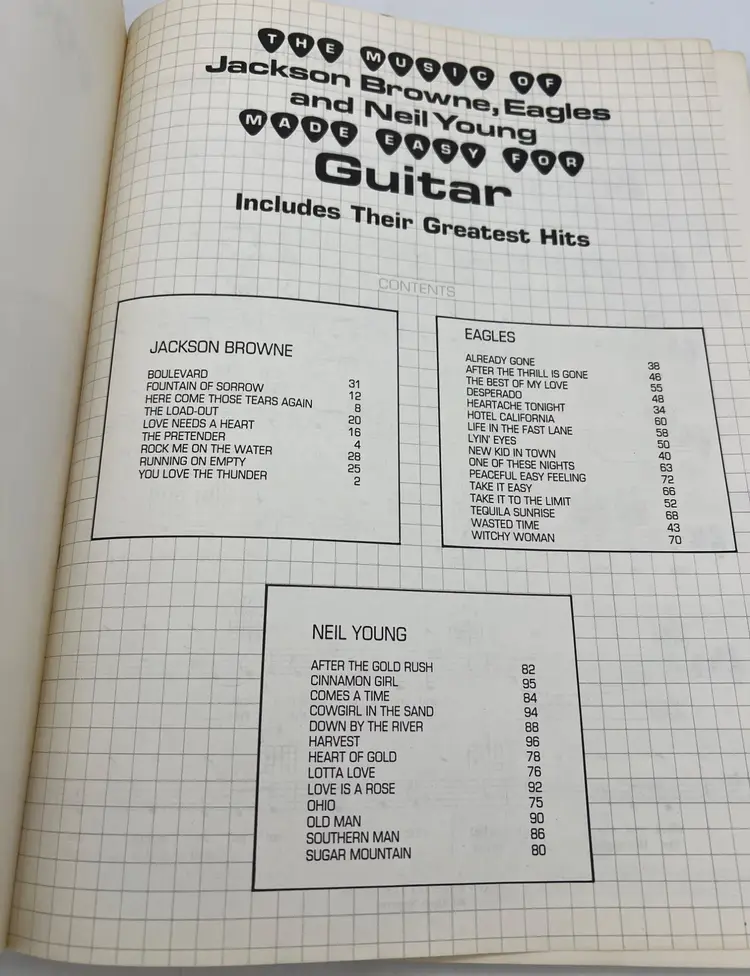 THE MUSIC OF
Jackson Browne, Eagles
and Neil Young
MADE EASY FOR
Guitar
Includes Their Greatest Hits
CONTENTS
JACKSON BROWNE
BOULEVARD 31
FOUNTAIN OF SORROW 12
HERE COME THOSE TEARS AGAIN 8
THE LOAD-OUT 20
LOVE NEEDS A HEART 16
THE PRETENDER 4
ROCK ME ON THE WATER 28
RUNNING ON EMPTY 25
YOU LOVE THE THUNDER 2
EAGLES
ALREADY GONE 38
AFTER THE THRILL IS GONE 46
THE BEST OF MY LOVE 55
DESPERADO 48
HEARTACHE TONIGHT 34
HOTEL CALIFORNIA 60
LIFE IN THE FAST LANE 58
LYIN' EYES 50
NEW KID IN TOWN 40
ONE OF THESE NIGHTS 63
PEACEFUL EASY FEELING 72
TAKE IT EASY 66
TAKE IT TO THE LIMIT 52
TEQUILA SUNRISE 68
WASTED TIME 43
WITCHY WOMAN 70
NEIL YOUNG
AFTER THE GOLD RUSH 82
CINNAMON GIRL 95
COMES A TIME 84
COWGIRL IN THE SAND 94
DOWN BY THE RIVER 88
HARVEST 96
HEART OF GOLD 78
LOTTA LOVE 76
LOVE IS A ROSE 92
OHIO 75
OLD MAN 90
SOUTHERN MAN 86
SUGAR MOUNTAIN 80